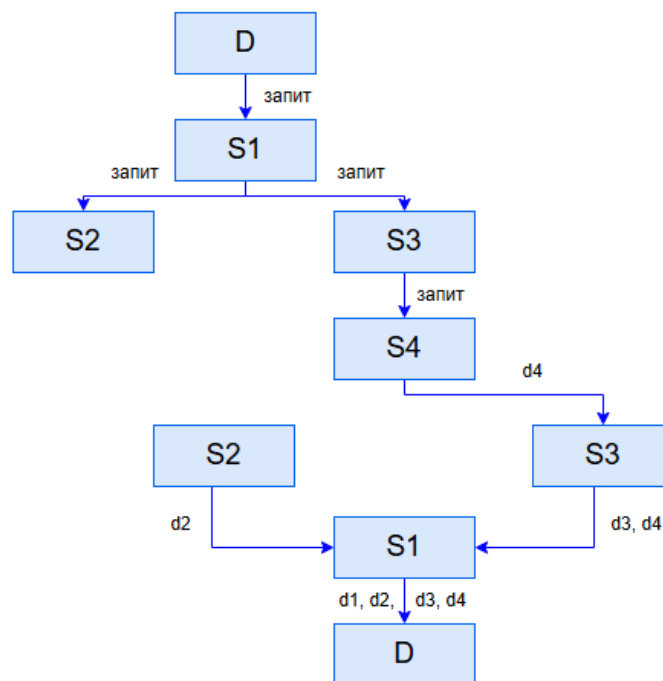 D
запит
S1
запит запит
S2 S3
запит
S4
d4
S2 S3
d2 d3, d4
S1
d1, d2, d3, d4
D